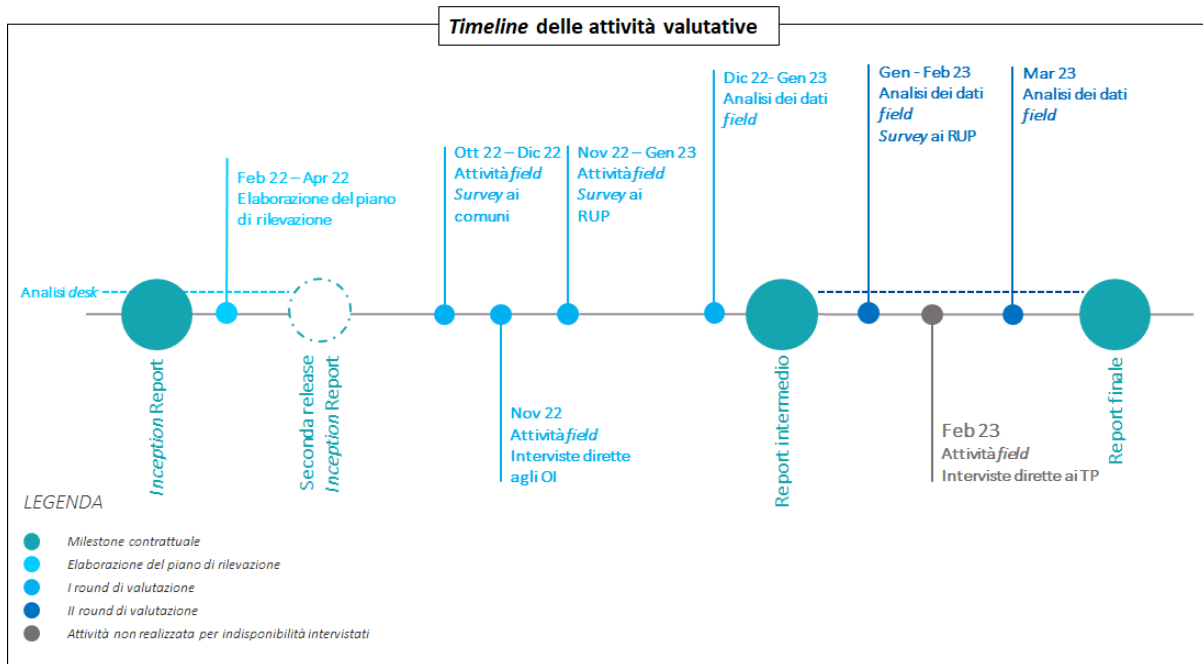 Timeline delle attività valutative
Feb 22 – Apr 22
Elaborazione del piano
di rilevazione
Ott 22 – Dic 22
Attività field
Survey ai
comuni
Nov 22 – Gen 23
Attività field
Survey ai
RUP
Dic 22- Gen 23
Analisi dei dati
field
Gen - Feb 23
Analisi dei dati
field
Survey ai RUP
Mar 23
Analisi dei dati
field
Analisi desk
Inception Report
Seconda release
Inception Report
Nov 22
Attività field
Interviste dirette
agli OI
Report intermedio
Feb 23
Attività field
Interviste dirette ai TP
Report finale
LEGENDA
Milestone contrattuale
Elaborazione del piano di rilevazione
I round di valutazione
II round di valutazione
Attività non realizzata per indisponibilità intervistati